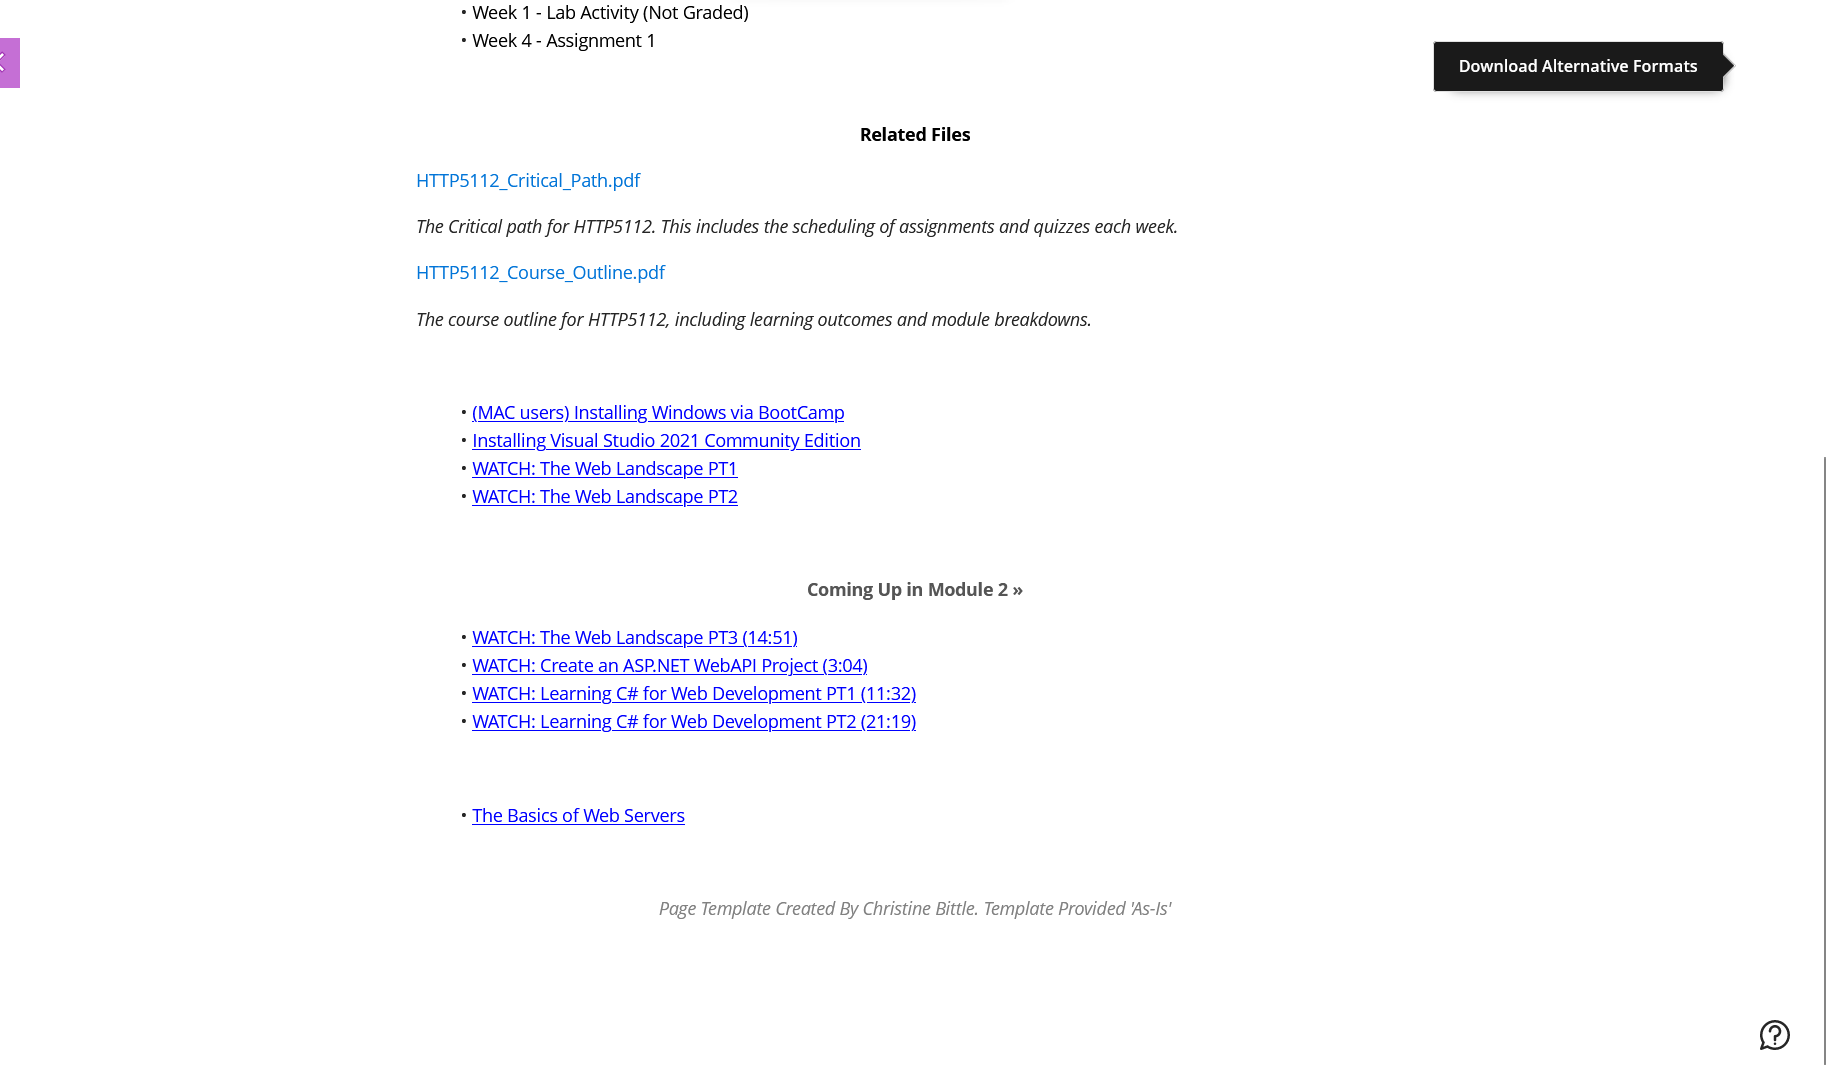 • Week 1 - Lab Activity (Not Graded)
• Week 4 - Assignment 1
Download Alternative Formats
Related Files
HTTP5112_Critical_Path.pdf
The Critical path for HTTP5112. This includes the scheduling of assignments and quizzes each week.
HTTP5112_Course_Outline.pdf
The course outline for HTTP5112, including learning outcomes and module breakdowns.
• (MAC users) Installing Windows via BootCamp
• Installing Visual Studio 2021 Community Edition
• WATCH: The Web Landscape PT1
• WATCH: The Web Landscape PT2
Coming Up in Module 2 »
• WATCH: The Web Landscape PT3 (14:51)
• WATCH: Create an ASP.NET WebAPI Project (3:04)
• WATCH: Learning C# for Web Development PT1 (11:32)
• WATCH: Learning C# for Web Development PT2 (21:19)
• The Basics of Web Servers
Page Template Created By Christine Bittle. Template Provided 'As-Is'